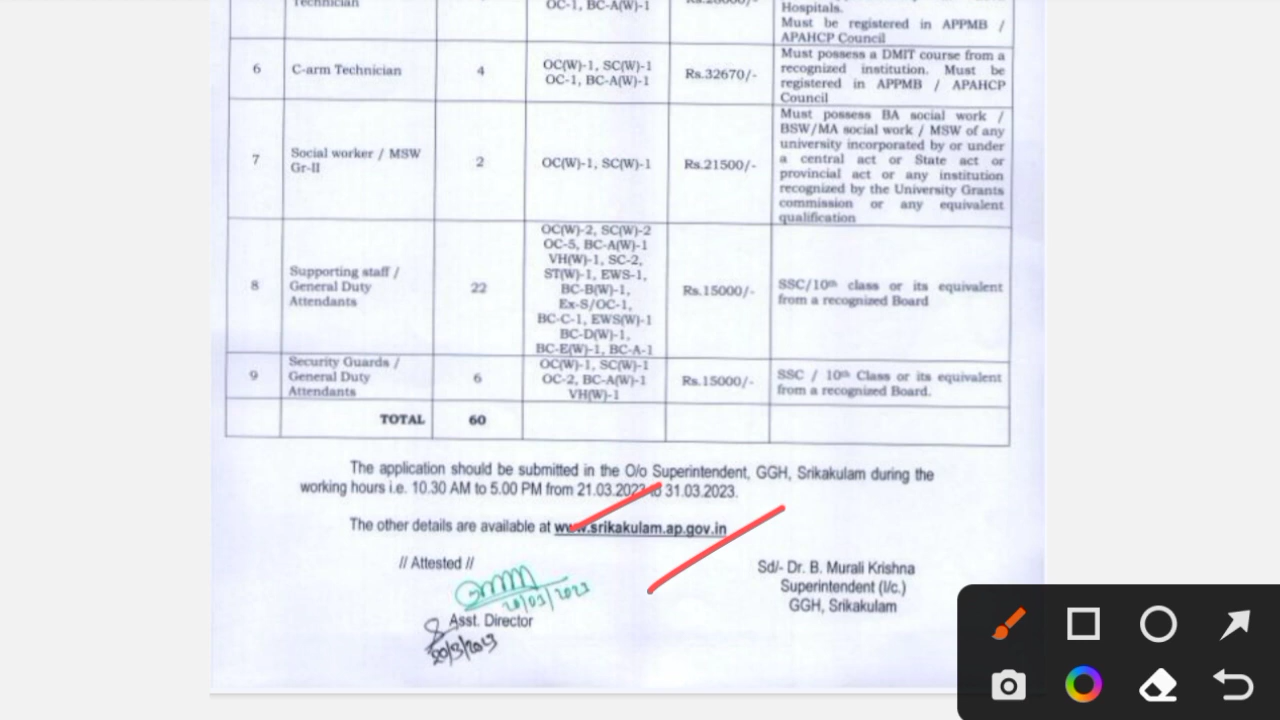 Technician
OC-1, BC-A(W)-1
Hospitals.
Must be registered in APPMB /
APAHCP Council
6
C-arm Technician
4
OC(W)-1, SC(W)-1
OC-1, BC-A(W)-1
Rs.32670/-
Must possess a DMIT course from a
recognized institution. Must be
registered in APPMB / APAHCP
Council
7
Social worker / MSW
Gr-II
2
OC(W)-1, SC(W)-1
Rs.21500/-
Must possess BA social work /
BSW/MA social work / MSW of any
university incorporated by or under
a central act or State act or
provincial act or any institution
recognized by the University Grants
commission or any equivalent
qualification
8
Supporting staff /
General Duty
Attendants
22
OC(W)-2, SC(W)-2
OC-5, BC-A(W)-1
VH(W)-1, SC-2,
ST(W)-1, EWS-1,
BC-B(W)-1,
Ex-S/OC-1,
BC-C-1, EWS(W)-1
BC-D(W)-1,
BC-E(W)-1, BC-A-1
Rs.15000/-
SSC/10th class or its equivalent
from a recognized Board
9
Security Guards /
General Duty
Attendants
6
OC(W)-1, SC(W)-1
OC-2, BC-A(W)-1
VH(W)-1
Rs.15000/-
SSC / 10th Class or its equivalent
from a recognized Board.
TOTAL
60
The application should be submitted in the O/o Superintendent, GGH, Srikakulam during the
working hours i.e. 10.30 AM to 5.00 PM from 21.03.2023 to 31.03.2023.
The other details are available at www.srikakulam.ap.gov.in
// Attested //
20/03/2023
Asst. Director
20/3/2023
Sd/- Dr. B. Murali Krishna
Superintendent (I/c.)
GGH, Srikakulam